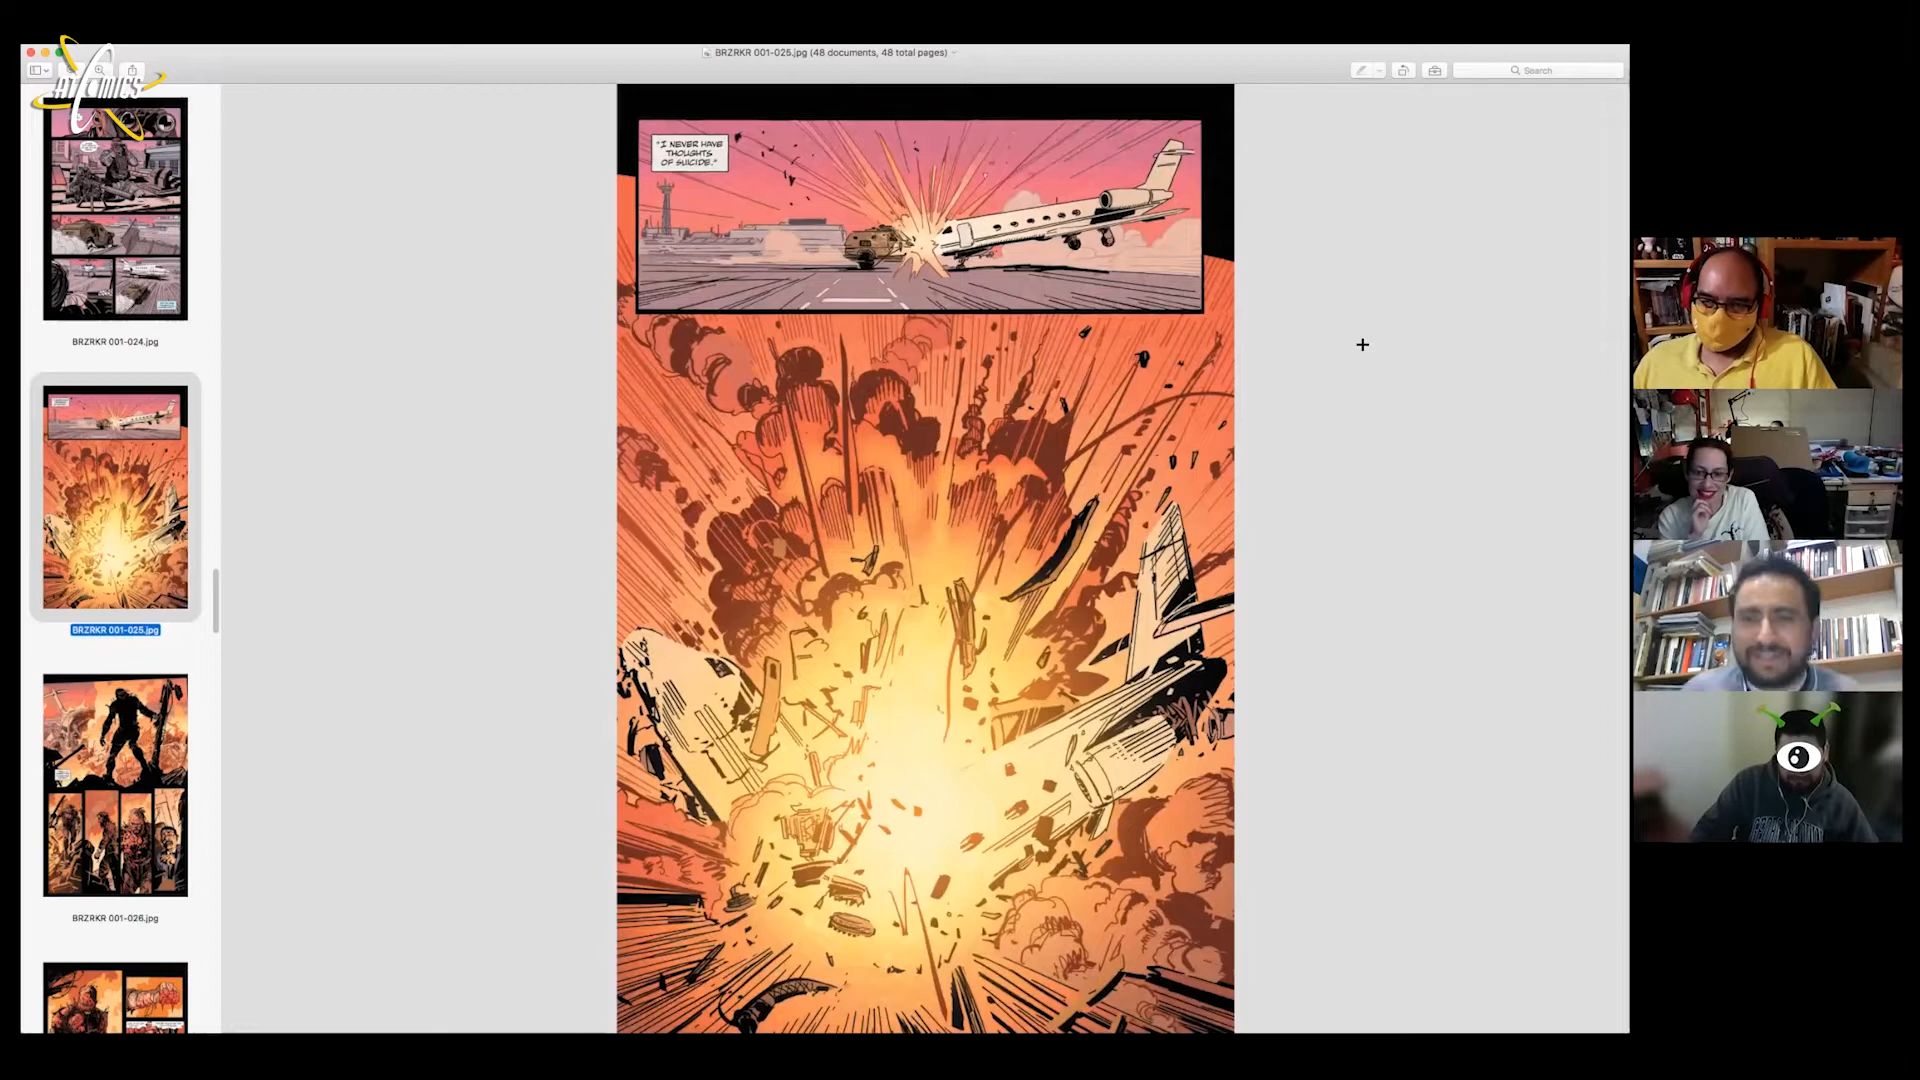 BRZRKR 001-025.jpg (48 documents, 48 total pages)
Search
ATOMICS
"I NEVER HAVE
THOUGHTS
OF SUICIDE."
BRZRKR 001-024.jpg
BRZRKR 001-025.jpg
BRZRKR 001-026.jpg